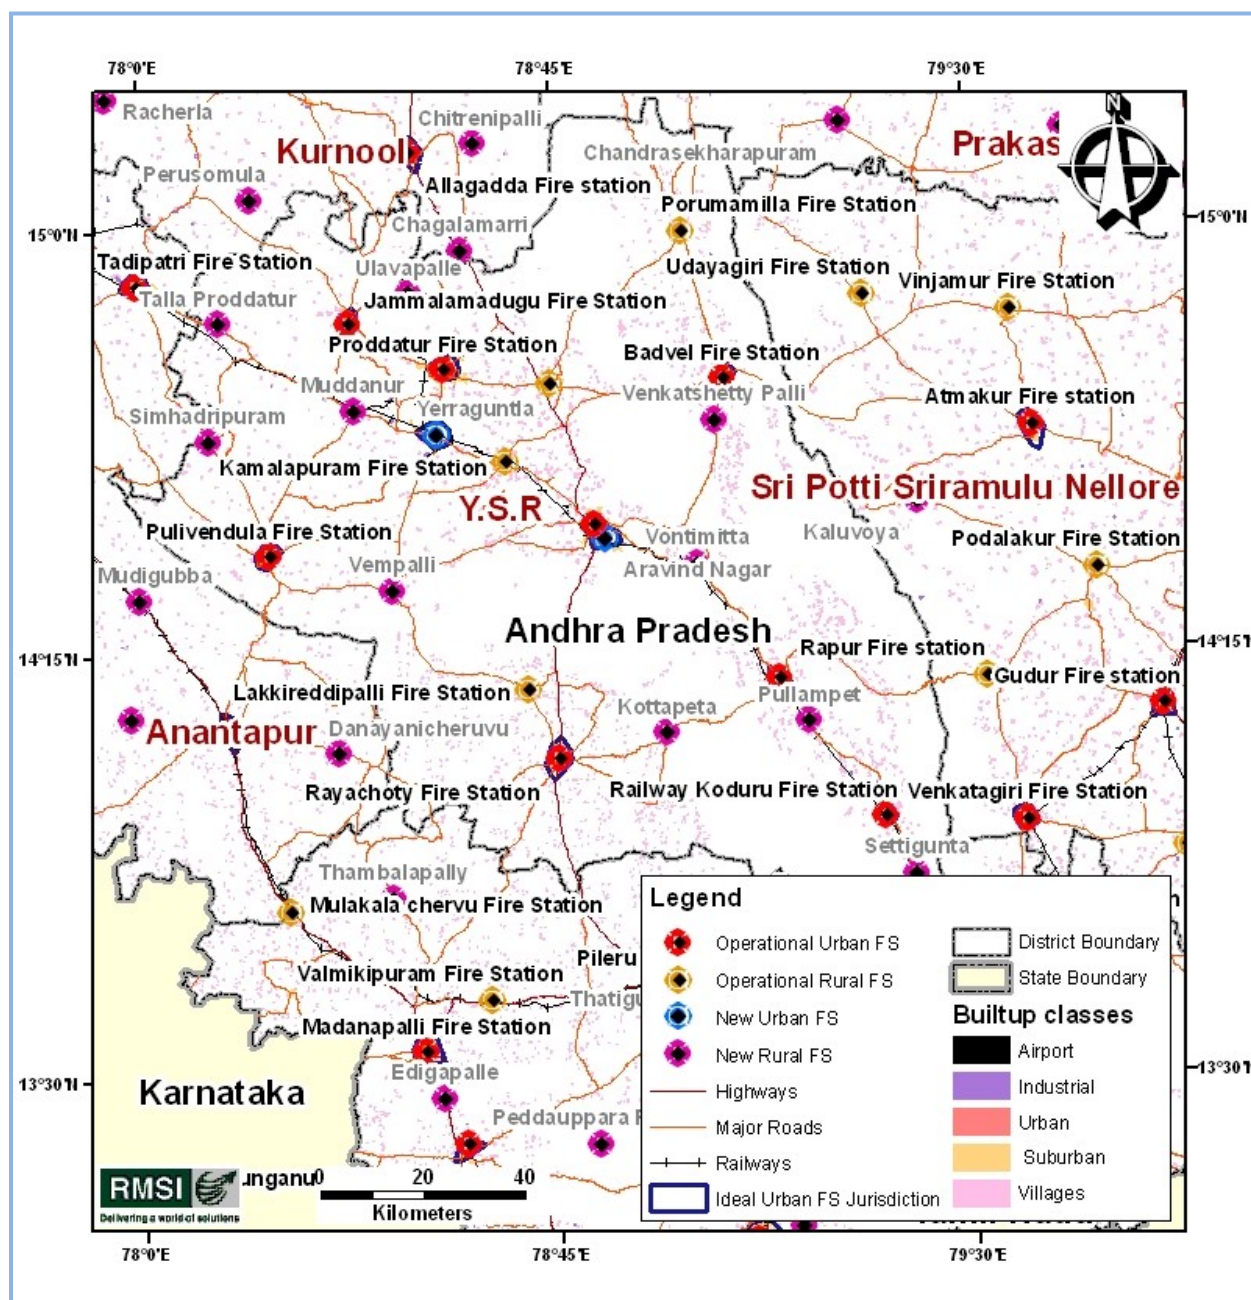 78°0'E
78°45'E
79°30'E
Racherla
Chitrenipalli
Kurnool
Prakas
N
Chandrasekharapuram
Perusomula
Allagadda Fire station
Porumamilla Fire Station
15°0'N
15°0'N
Chagalamarri
Tadipatri Fire Station
Ulavapalle
Udayagiri Fire Station
Vinjamur Fire Station
Talla Proddatur
Jammalamadugu Fire Station
Proddatur Fire Station
Badvel Fire Station
Muddanur
Venkatshetty Palli
Atmakur Fire station
Simhadripuram
Yerraguntla
Kamalapuram Fire Station
Sri Potti Sriramulu Nellore
Y.S.R
Pulivendula Fire Station
Vontimitta
Kaluvoya
Podalakur Fire Station
Mudigubba
Vempalli
Aravind Nagar
Andhra Pradesh
Rapur Fire station
14°15'N
14°15'N
Lakkireddipalli Fire Station
Pullampet
Gudur Fire station
Kottapeta
Anantapur
Danayanicheruvu
Rayachoty Fire Station
Railway Koduru Fire Station
Venkatagiri Fire Station
Settigunta
Thambalapally
Mulakala chervu Fire Station
Pileru
Valmikipuram Fire Station
Thatigu
Madanapalli Fire Station
Edigapalle
13°30'N
13°30'N
Karnataka
Peddauppara
unganu
RMSI
Delivering a world of solutions
0 20 40
Kilometers
Legend
Operational Urban FS
Operational Rural FS
New Urban FS
New Rural FS
Highways
Major Roads
Railways
Ideal Urban FS Jurisdiction
District Boundary
State Boundary
Builtup classes
Airport
Industrial
Urban
Suburban
Villages
78°0'E
78°45'E
79°30'E